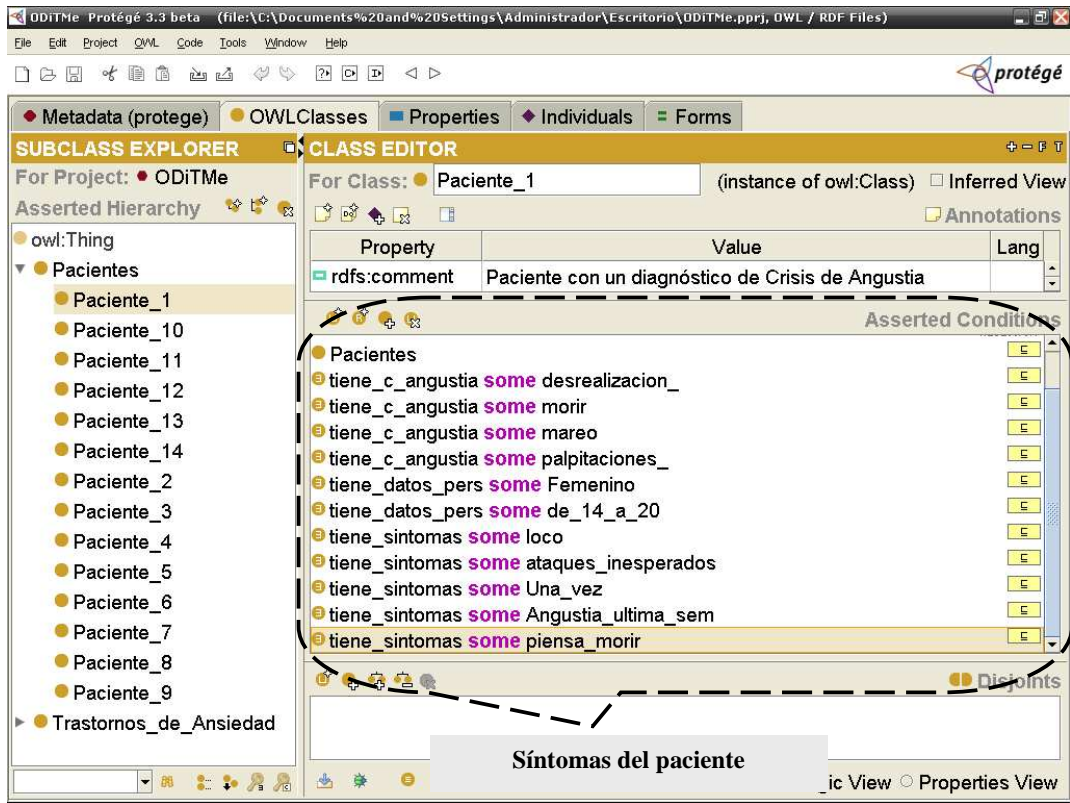 ODiTMe Protégé 3.3 beta (file:\C:\Documents%20and%20Settings\Administrador\Escritorio\ODiTMe.pprj, OWL / RDF Files)
File Edit Project OWL Code Tools Window Help
protégé
Metadata (protege) OWLClasses Properties Individuals Forms
SUBCLASS EXPLORER
For Project: ODiTMe
Asserted Hierarchy
owl:Thing
Pacientes
Paciente_1
Paciente_10
Paciente_11
Paciente_12
Paciente_13
Paciente_14
Paciente_2
Paciente_3
Paciente_4
Paciente_5
Paciente_6
Paciente_7
Paciente_8
Paciente_9
Trastornos_de_Ansiedad
CLASS EDITOR
For Class: Paciente_1 (instance of owl:Class) Inferred View
Annotations
Property Value Lang
rdfs:comment Paciente con un diagnóstico de Crisis de Angustia
Asserted Conditions
Pacientes
tiene_c_angustia some desrealizacion_
tiene_c_angustia some morir
tiene_c_angustia some mareo
tiene_c_angustia some palpitaciones_
tiene_datos_pers some Femenino
tiene_datos_pers some de_14_a_20
tiene_sintomas some loco
tiene_sintomas some ataques_inesperados
tiene_sintomas some Una_vez
tiene_sintomas some Angustia_ultima_sem
tiene_sintomas some piensa_morir
Disjoints
Síntomas del paciente
ic View Properties View